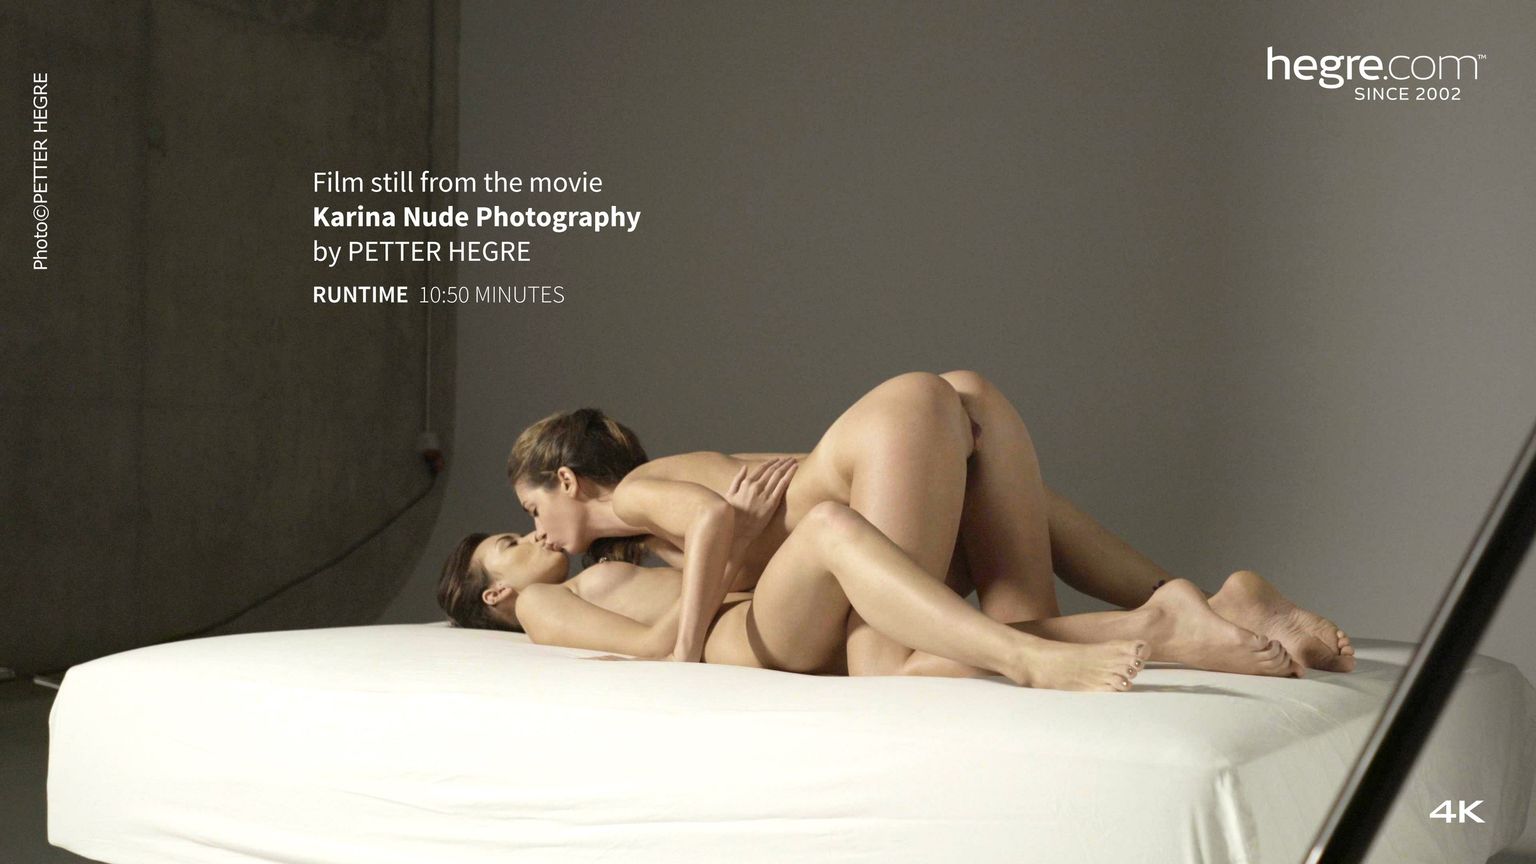 Photo©PETTER HEGRE
hegre.com™
SINCE 2002
Film still from the movie
Karina Nude Photography
by PETTER HEGRE
RUNTIME 10:50 MINUTES
4K